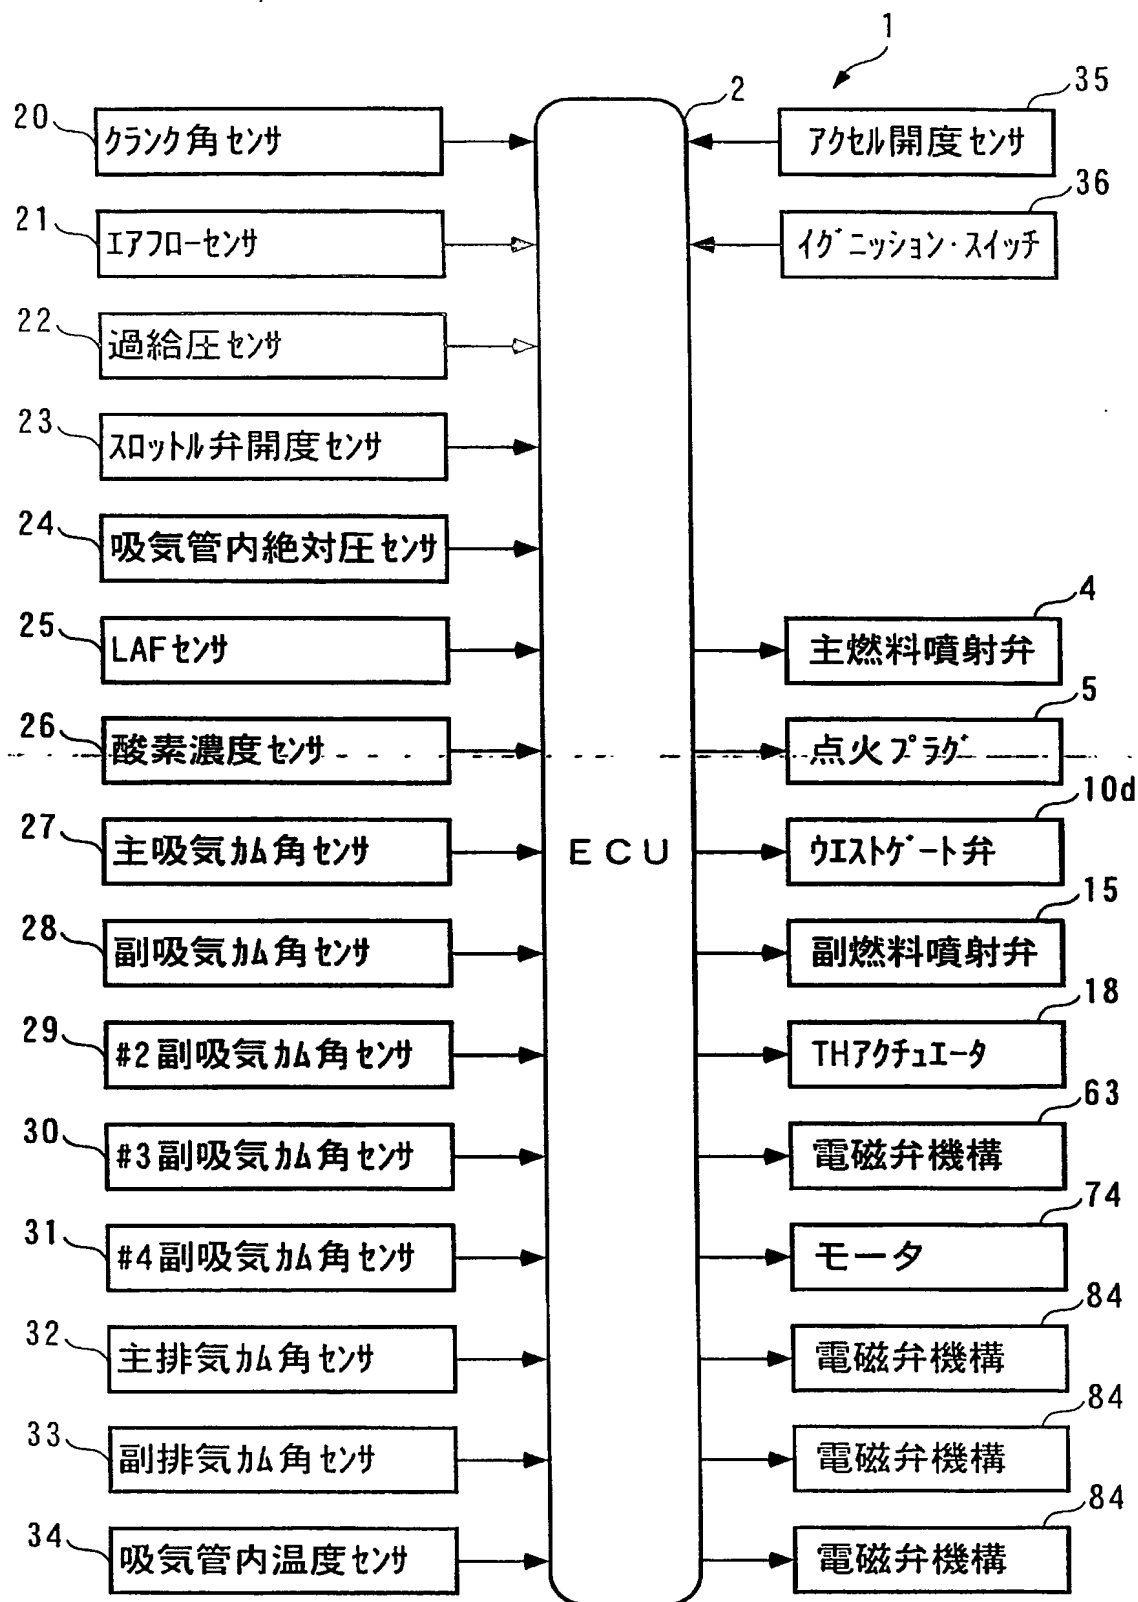 1
2
20
クランク角センサ
21
エアフローセンサ
22
過給圧センサ
23
スロットル弁開度センサ
24
吸気管内絶対圧センサ
25
LAFセンサ
26
酸素濃度センサ
27
主吸気カム角センサ
28
副吸気カム角センサ
29
#2副吸気カム角センサ
30
#3副吸気カム角センサ
31
#4副吸気カム角センサ
32
主排気カム角センサ
33
副排気カム角センサ
34
吸気管内温度センサ
ECU
35
アクセル開度センサ
36
イグニッション・スイッチ
4
主燃料噴射弁
5
点火プラグ
10d
ウエストゲート弁
15
副燃料噴射弁
18
THアクチュエータ
63
電磁弁機構
74
モータ
84
電磁弁機構
84
電磁弁機構
84
電磁弁機構